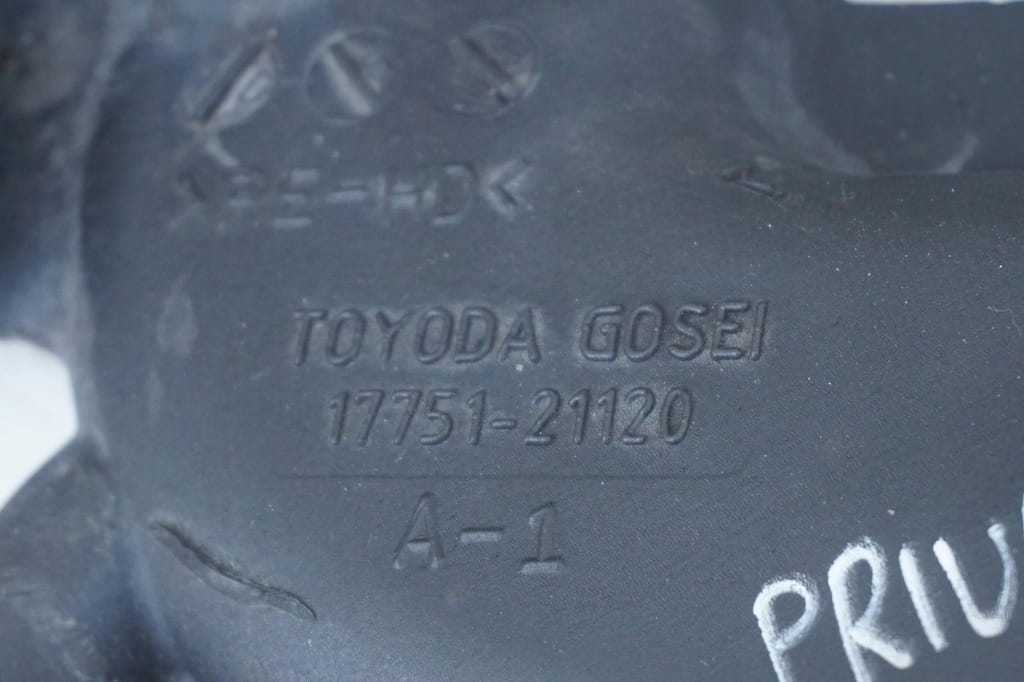 >PE-HD<
TOYODA GOSEI
17751-21120
A-1
PRIU